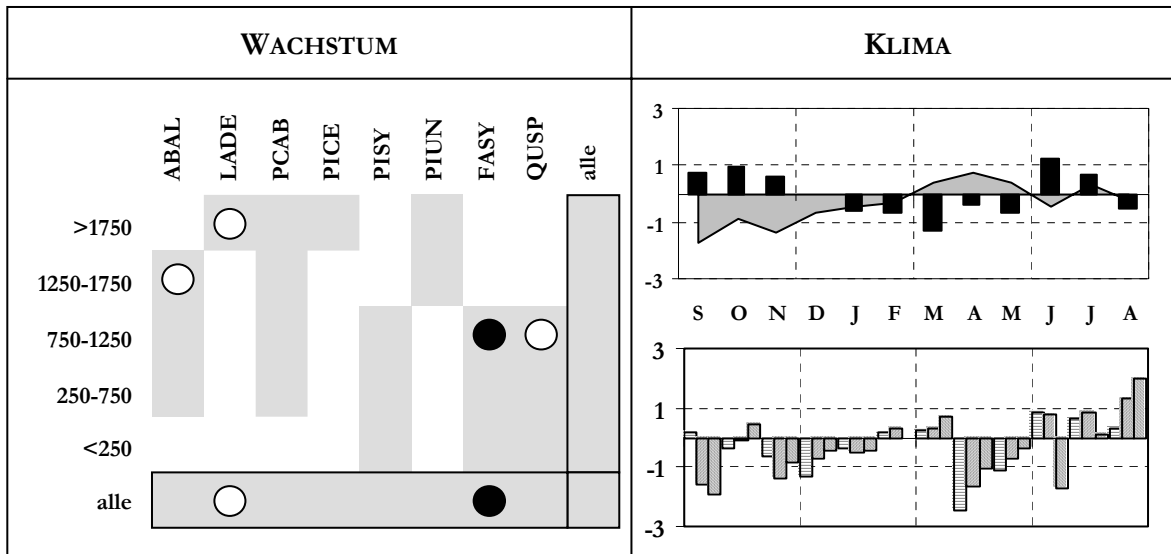 WACHSTUM
KLIMA
ABAL LADE PCAB PICE PISY PIUN FASY QUSP alle
>1750
1250-1750
750-1250
250-750
<250
alle
3
1
-1
-3
S O N D J F M A M J J A
3
1
-1
-3